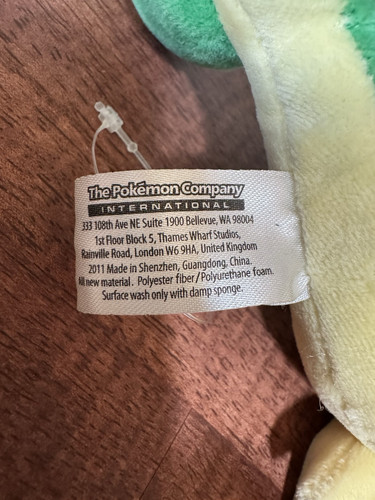 The Pokémon Company
INTERNATIONAL
333 108th Ave NE Suite 1900 Bellevue, WA 98004
1st Floor Block 5, Thames Wharf Studios,
Rainville Road, London W6 9HA, United Kingdom
2011 Made in Shenzhen, Guangdong, China.
All new material. Polyester fiber/Polyurethane foam.
Surface wash only with damp sponge.